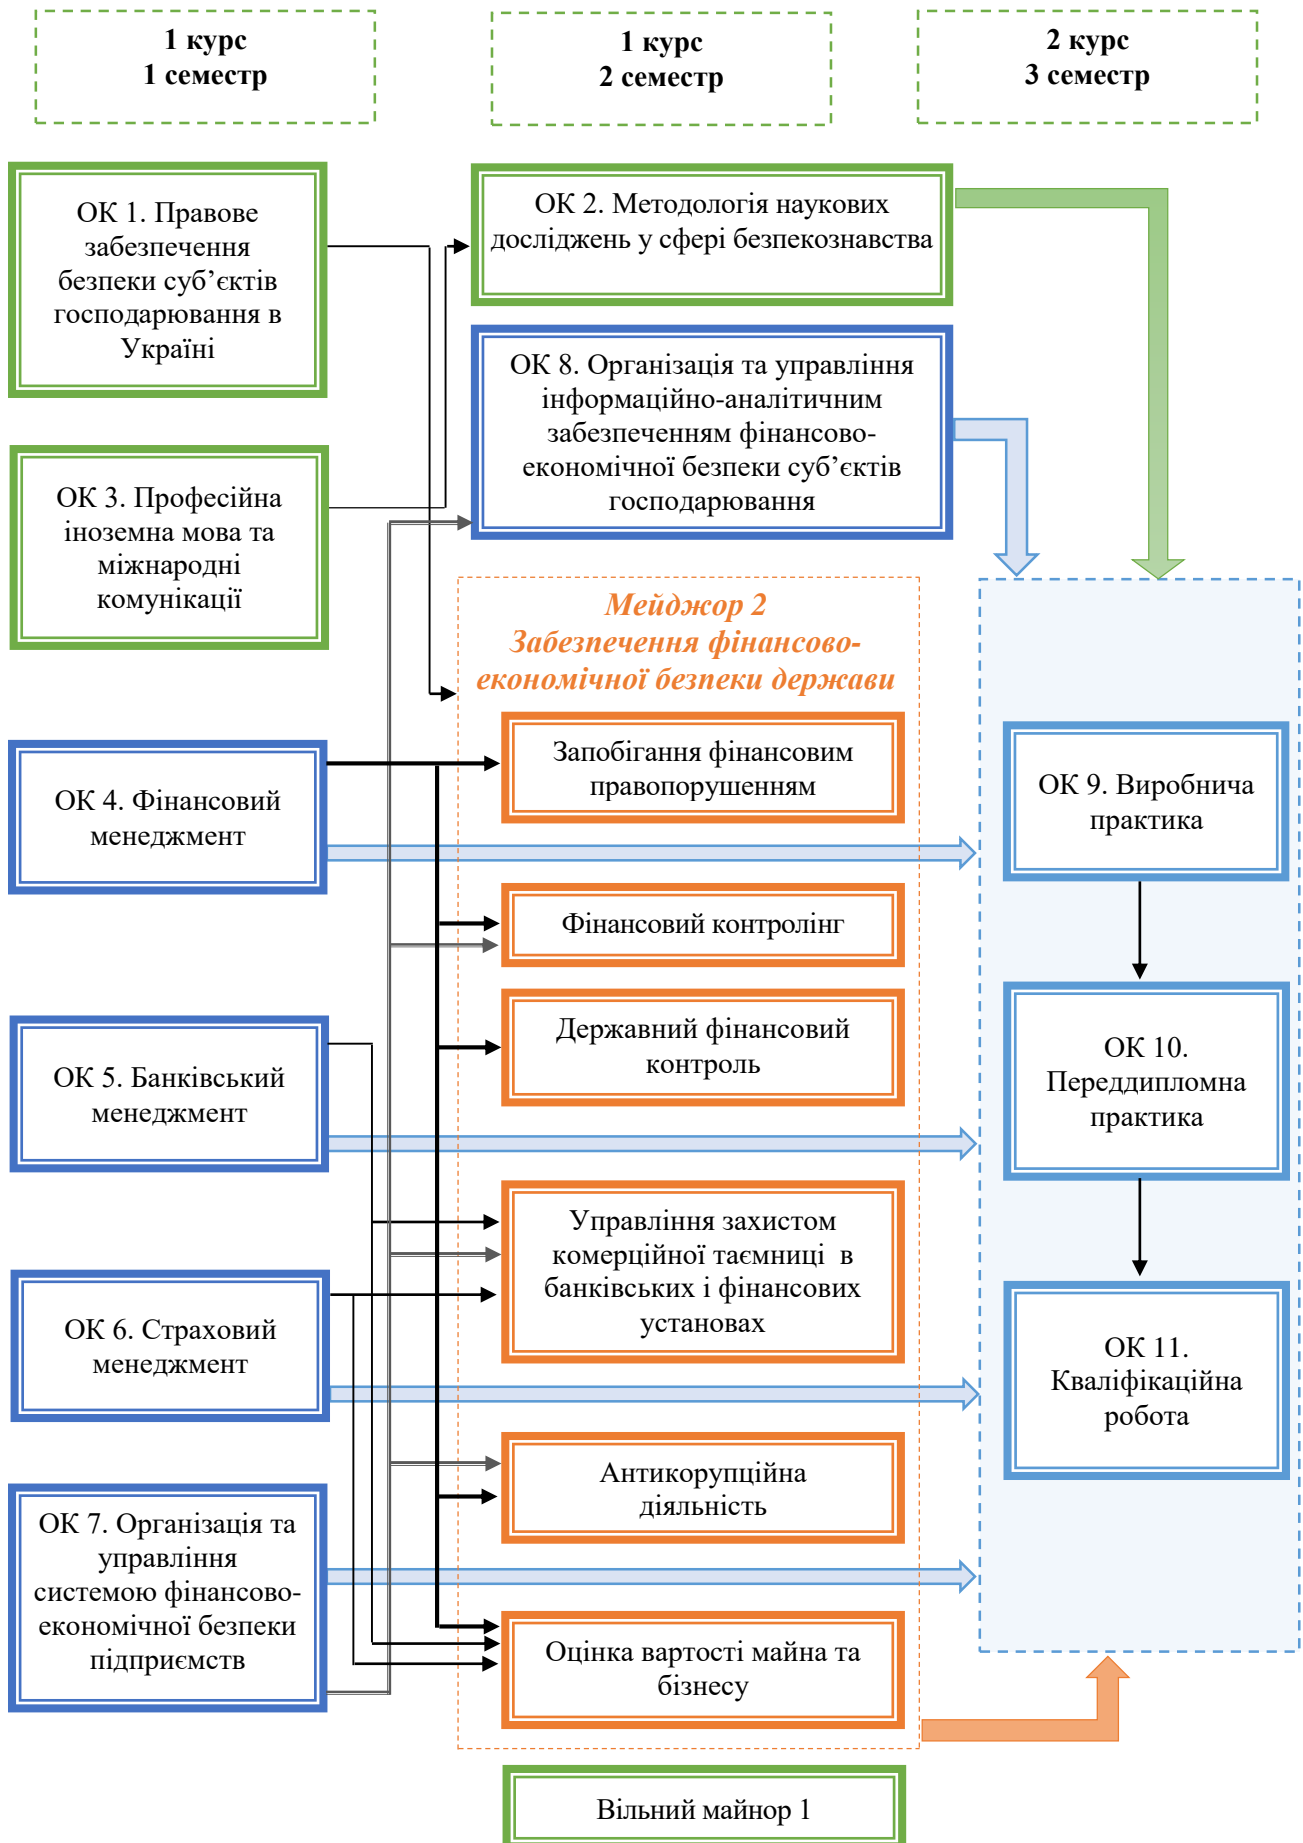 1 курс
1 семестр
1 курс
2 семестр
2 курс
3 семестр
ОК 1. Правове
забезпечення
безпеки суб’єктів
господарювання в
Україні
ОК 2. Методологія наукових
досліджень у сфері безпекознавства
ОК 8. Організація та управління
інформаційно-аналітичним
забезпеченням фінансово-
економічної безпеки суб’єктів
господарювання
ОК 3. Професійна
іноземна мова та
міжнародні
комунікації
Мейджор 2
Забезпечення фінансово-
економічної безпеки держави
ОК 4. Фінансовий
менеджмент
Запобігання фінансовим
правопорушенням
ОК 9. Виробнича
практика
Фінансовий контролінг
Державний фінансовий
контроль
ОК 5. Банківський
менеджмент
ОК 10.
Переддипломна
практика
Управління захистом
комерційної таємниці в
банківських і фінансових
установах
ОК 6. Страховий
менеджмент
ОК 11.
Кваліфікаційна
робота
Антикорупційна
діяльність
ОК 7. Організація та
управління
системою фінансово-
економічної безпеки
підприємств
Оцінка вартості майна та
бізнесу
Вільний майнор 1